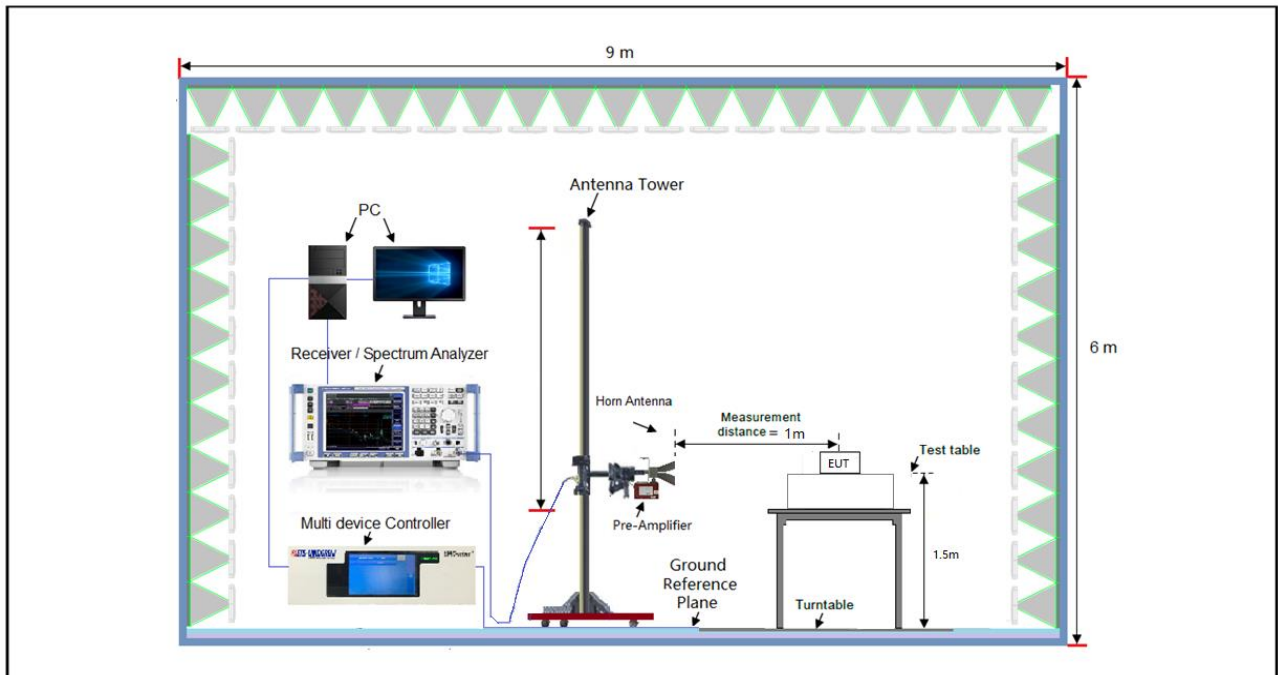 9 m
Antenna Tower
PC
Receiver / Spectrum Analyzer
6 m
Horn Antenna
Measurement
distance = 1m
EUT
Test table
Pre-Amplifier
Multi device Controller
1.5m
Ground
Reference
Plane
Turntable